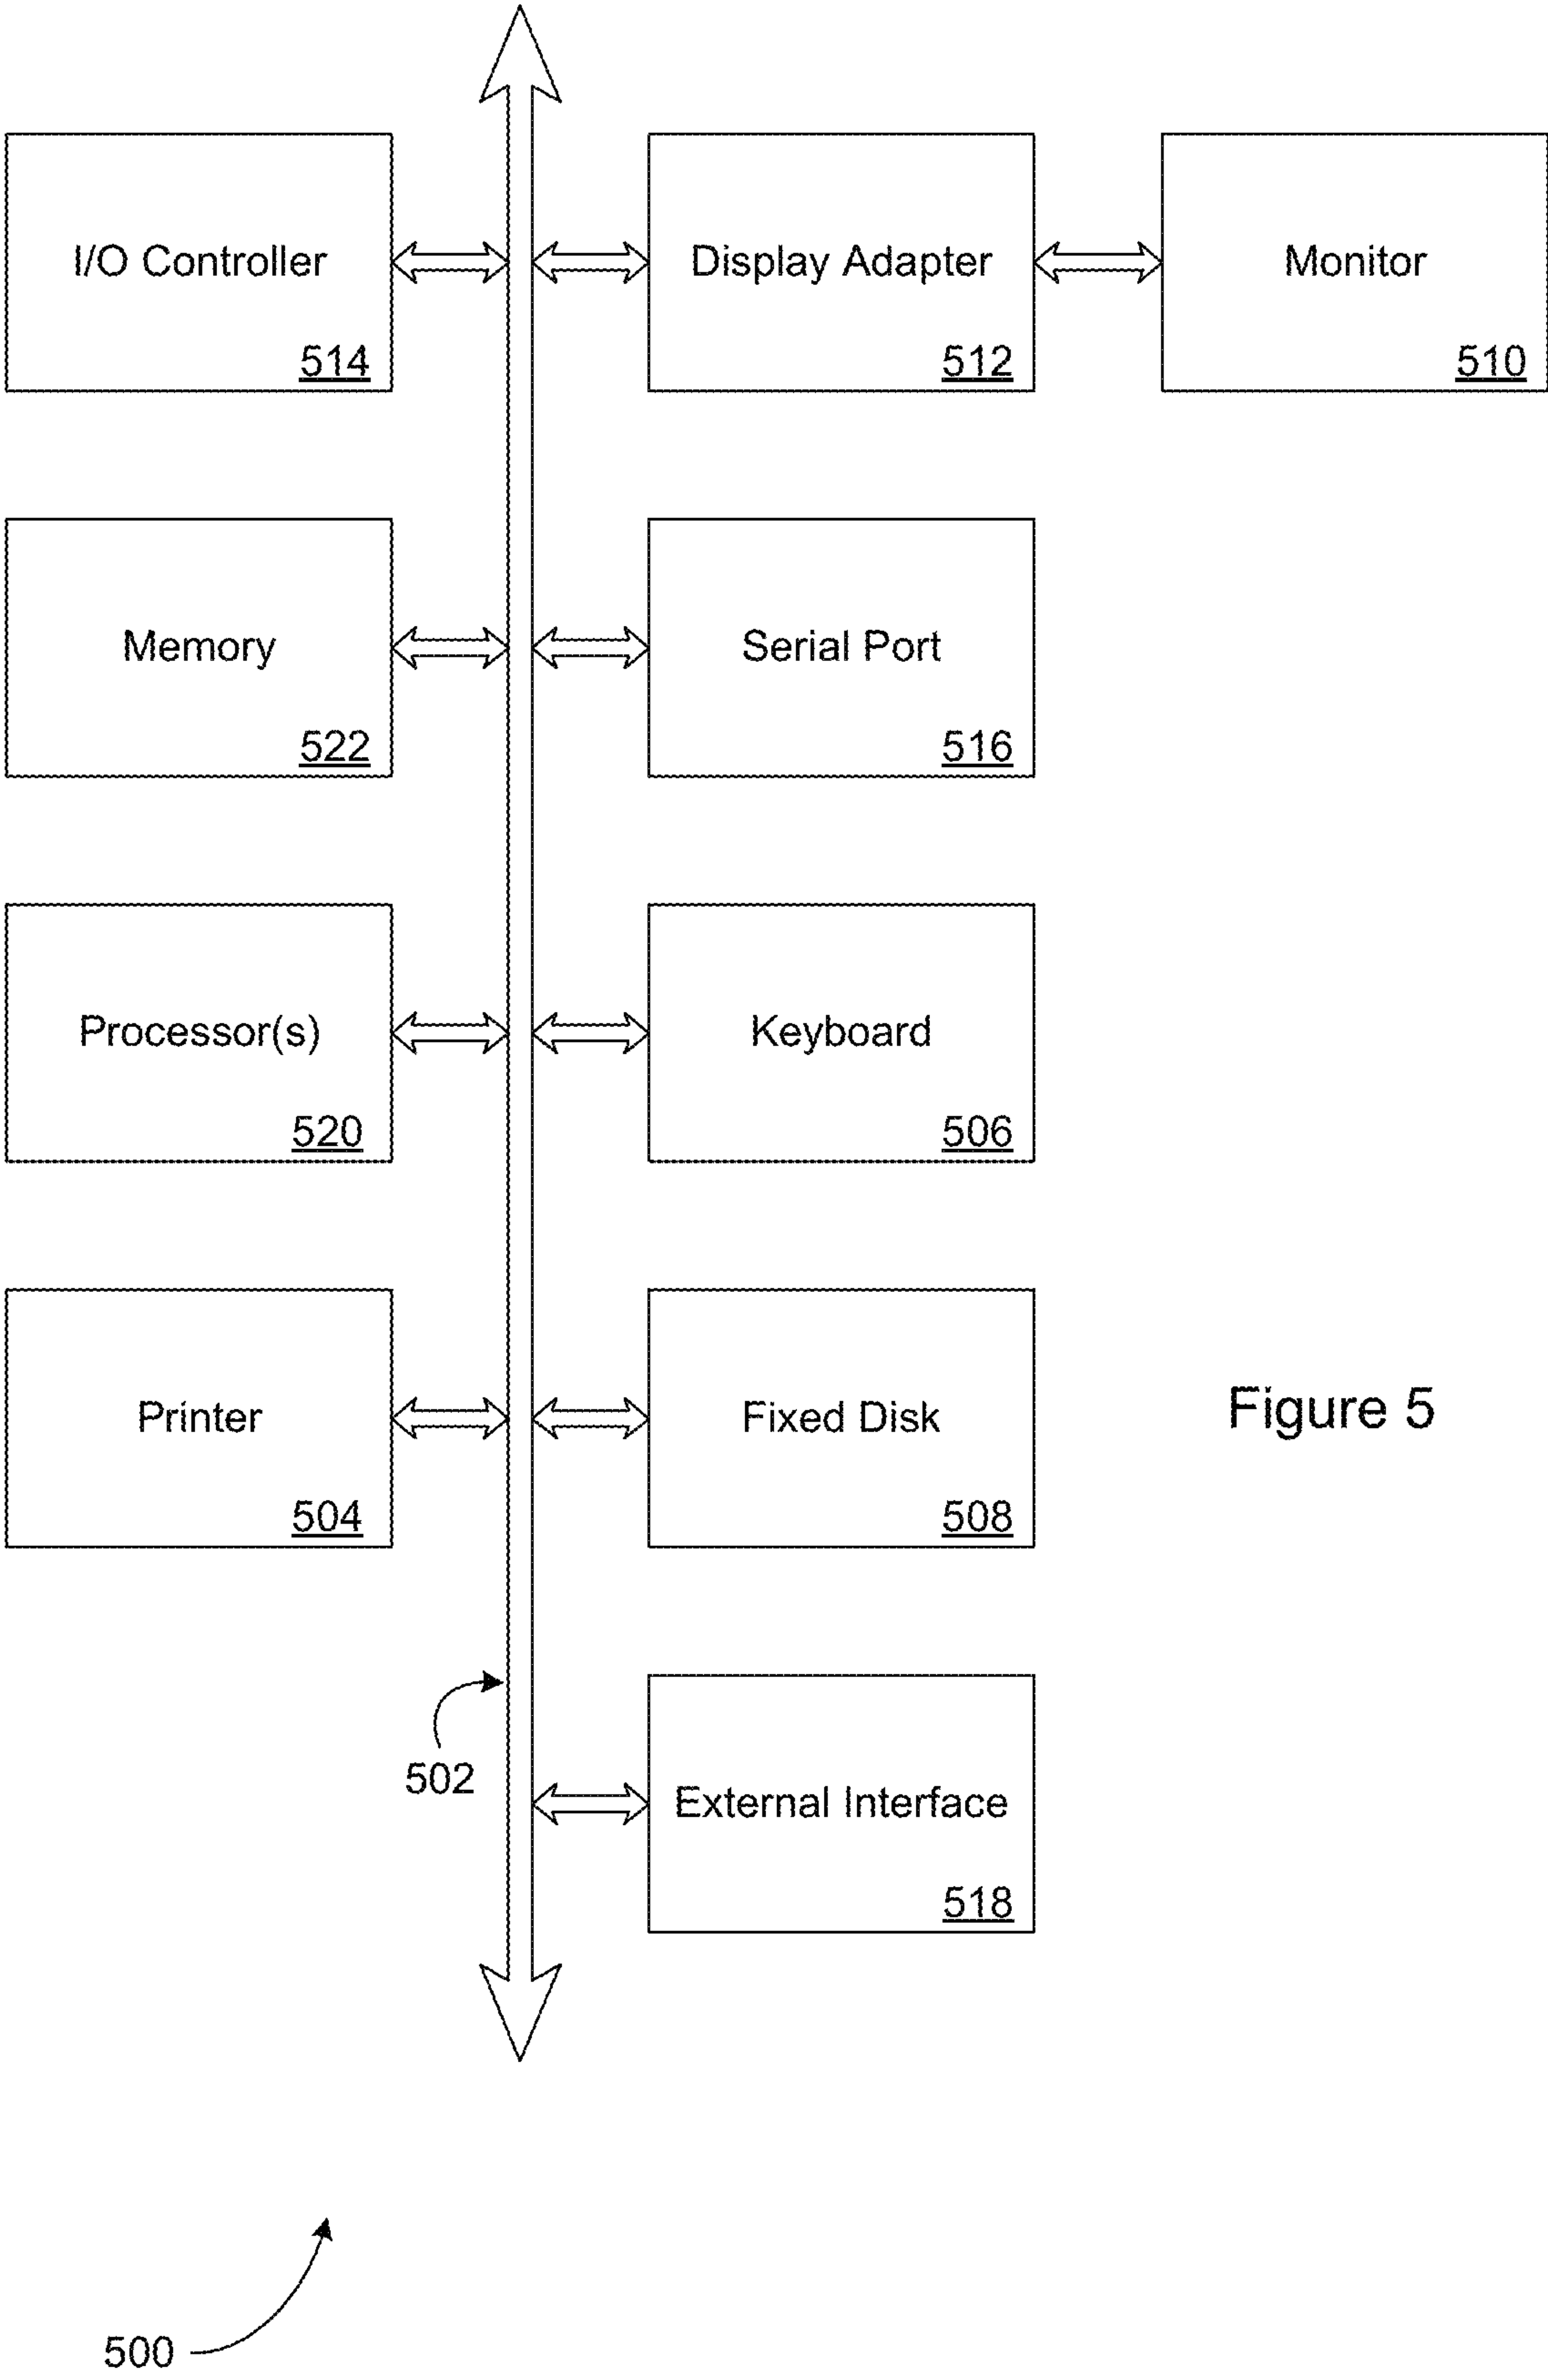 I/O Controller
514
Display Adapter
512
Monitor
510
Memory
522
Serial Port
516
Processor(s)
520
Keyboard
506
Printer
504
Fixed Disk
508
Figure 5
502
External Interface
518
500